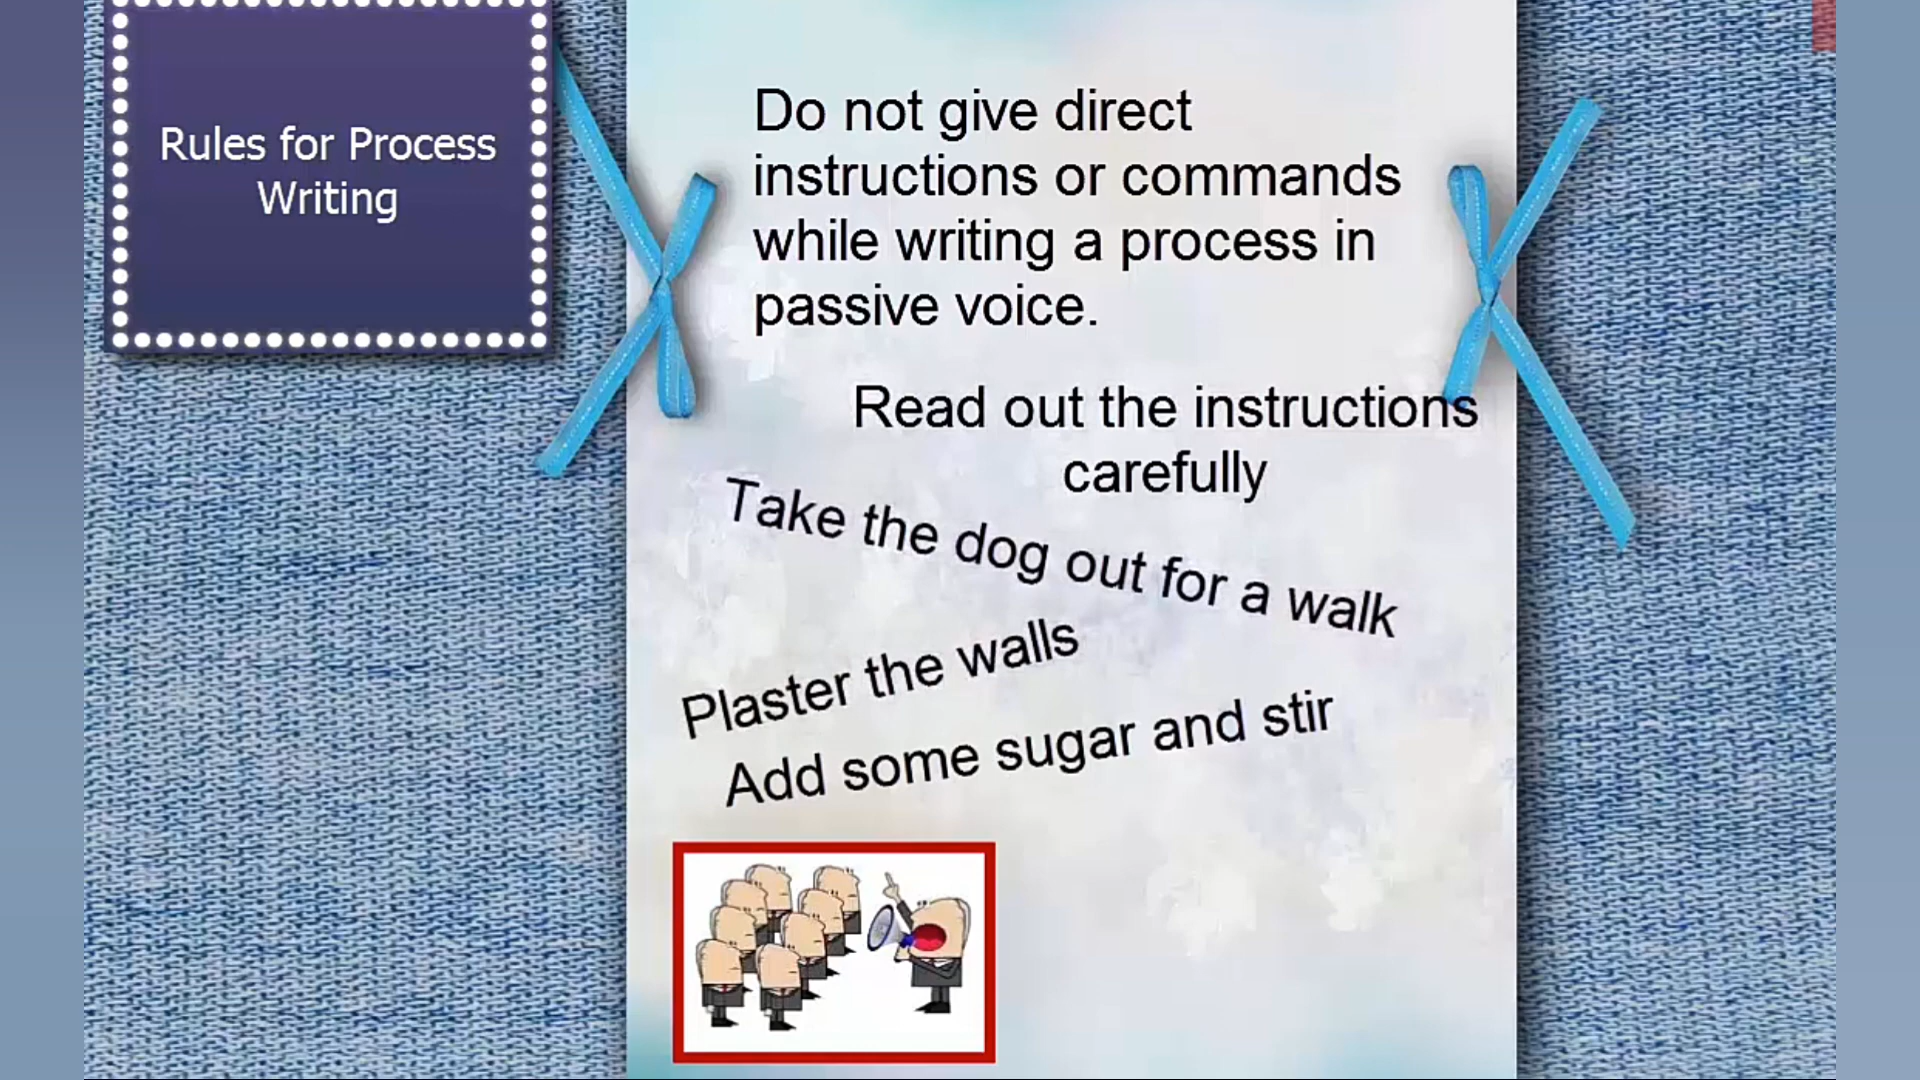 Rules for Process
Writing
Do not give direct
instructions or commands
while writing a process in
passive voice.
Read out the instructions
carefully
Take the dog out for a walk
Plaster the walls
Add some sugar and stir